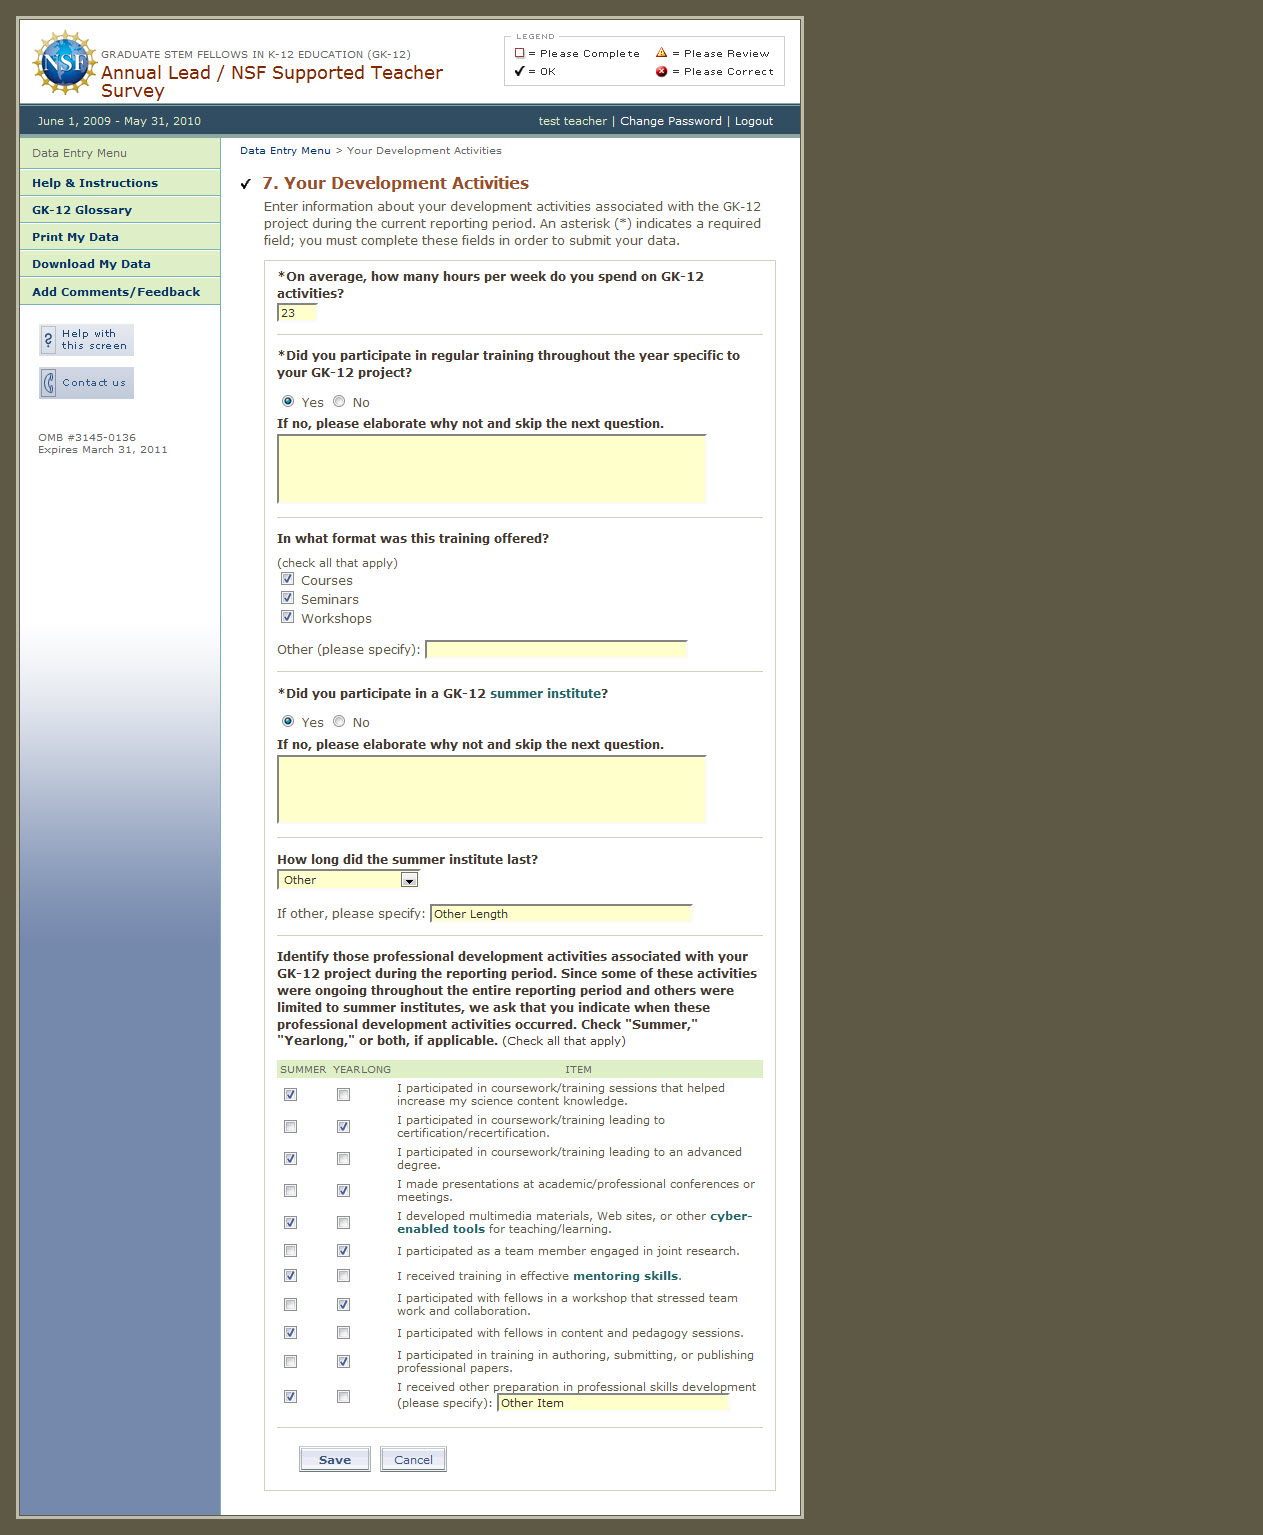 NSF
GRADUATE STEM FELLOWS IN K-12 EDUCATION (GK-12)
Annual Lead / NSF Supported Teacher
Survey
LEGEND
= Please Complete
= Please Review
= OK
= Please Correct
June 1, 2009 - May 31, 2010
test teacher | Change Password | Logout
Data Entry Menu
Help & Instructions
GK-12 Glossary
Print My Data
Download My Data
Add Comments/Feedback
? Help with
this screen
Contact us
OMB #3145-0136
Expires March 31, 2011
Data Entry Menu > Your Development Activities
7. Your Development Activities
Enter information about your development activities associated with the GK-12
project during the current reporting period. An asterisk (*) indicates a required
field; you must complete these fields in order to submit your data.
*On average, how many hours per week do you spend on GK-12
activities?
23
*Did you participate in regular training throughout the year specific to
your GK-12 project?
Yes No
If no, please elaborate why not and skip the next question.
In what format was this training offered?
(check all that apply)
Courses
Seminars
Workshops
Other (please specify):
*Did you participate in a GK-12 summer institute?
Yes No
If no, please elaborate why not and skip the next question.
How long did the summer institute last?
Other
If other, please specify: Other Length
Identify those professional development activities associated with your
GK-12 project during the reporting period. Since some of these activities
were ongoing throughout the entire reporting period and others were
limited to summer institutes, we ask that you indicate when these
professional development activities occurred. Check "Summer,"
"Yearlong," or both, if applicable. (Check all that apply)
SUMMER YEARLONG ITEM
I participated in coursework/training sessions that helped
increase my science content knowledge.
I participated in coursework/training leading to
certification/recertification.
I participated in coursework/training leading to an advanced
degree.
I made presentations at academic/professional conferences or
meetings.
I developed multimedia materials, Web sites, or other cyber-
enabled tools for teaching/learning.
I participated as a team member engaged in joint research.
I received training in effective mentoring skills.
I participated with fellows in a workshop that stressed team
work and collaboration.
I participated with fellows in content and pedagogy sessions.
I participated in training in authoring, submitting, or publishing
professional papers.
I received other preparation in professional skills development
(please specify): Other Item
Save Cancel